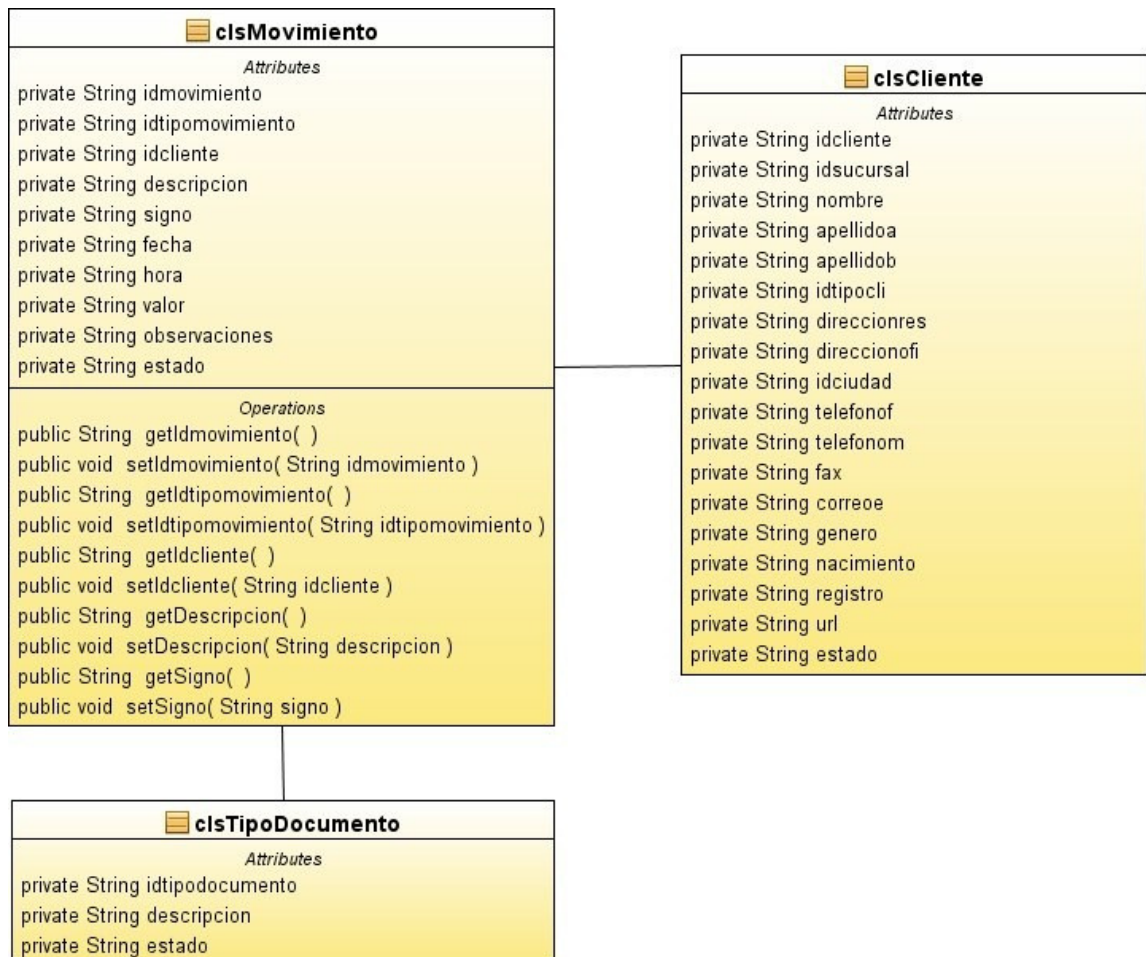 clsMovimiento
Attributes
private String idmovimiento
private String idtipomovimiento
private String idcliente
private String descripcion
private String signo
private String fecha
private String hora
private String valor
private String observaciones
private String estado
Operations
public String getIdmovimiento( )
public void setIdmovimiento( String idmovimiento )
public String getIdtipomovimiento( )
public void setIdtipomovimiento( String idtipomovimiento )
public String getIdcliente( )
public void setIdcliente( String idcliente )
public String getDescripcion( )
public void setDescripcion( String descripcion )
public String getSigno( )
public void setSigno( String signo )
clsCliente
Attributes
private String idcliente
private String idsucursal
private String nombre
private String apellidoa
private String apellidob
private String idtipocli
private String direccionres
private String direccionofi
private String idciudad
private String telefonof
private String telefonom
private String fax
private String correoe
private String genero
private String nacimiento
private String registro
private String url
private String estado
clsTipoDocumento
Attributes
private String idtipodocumento
private String descripcion
private String estado